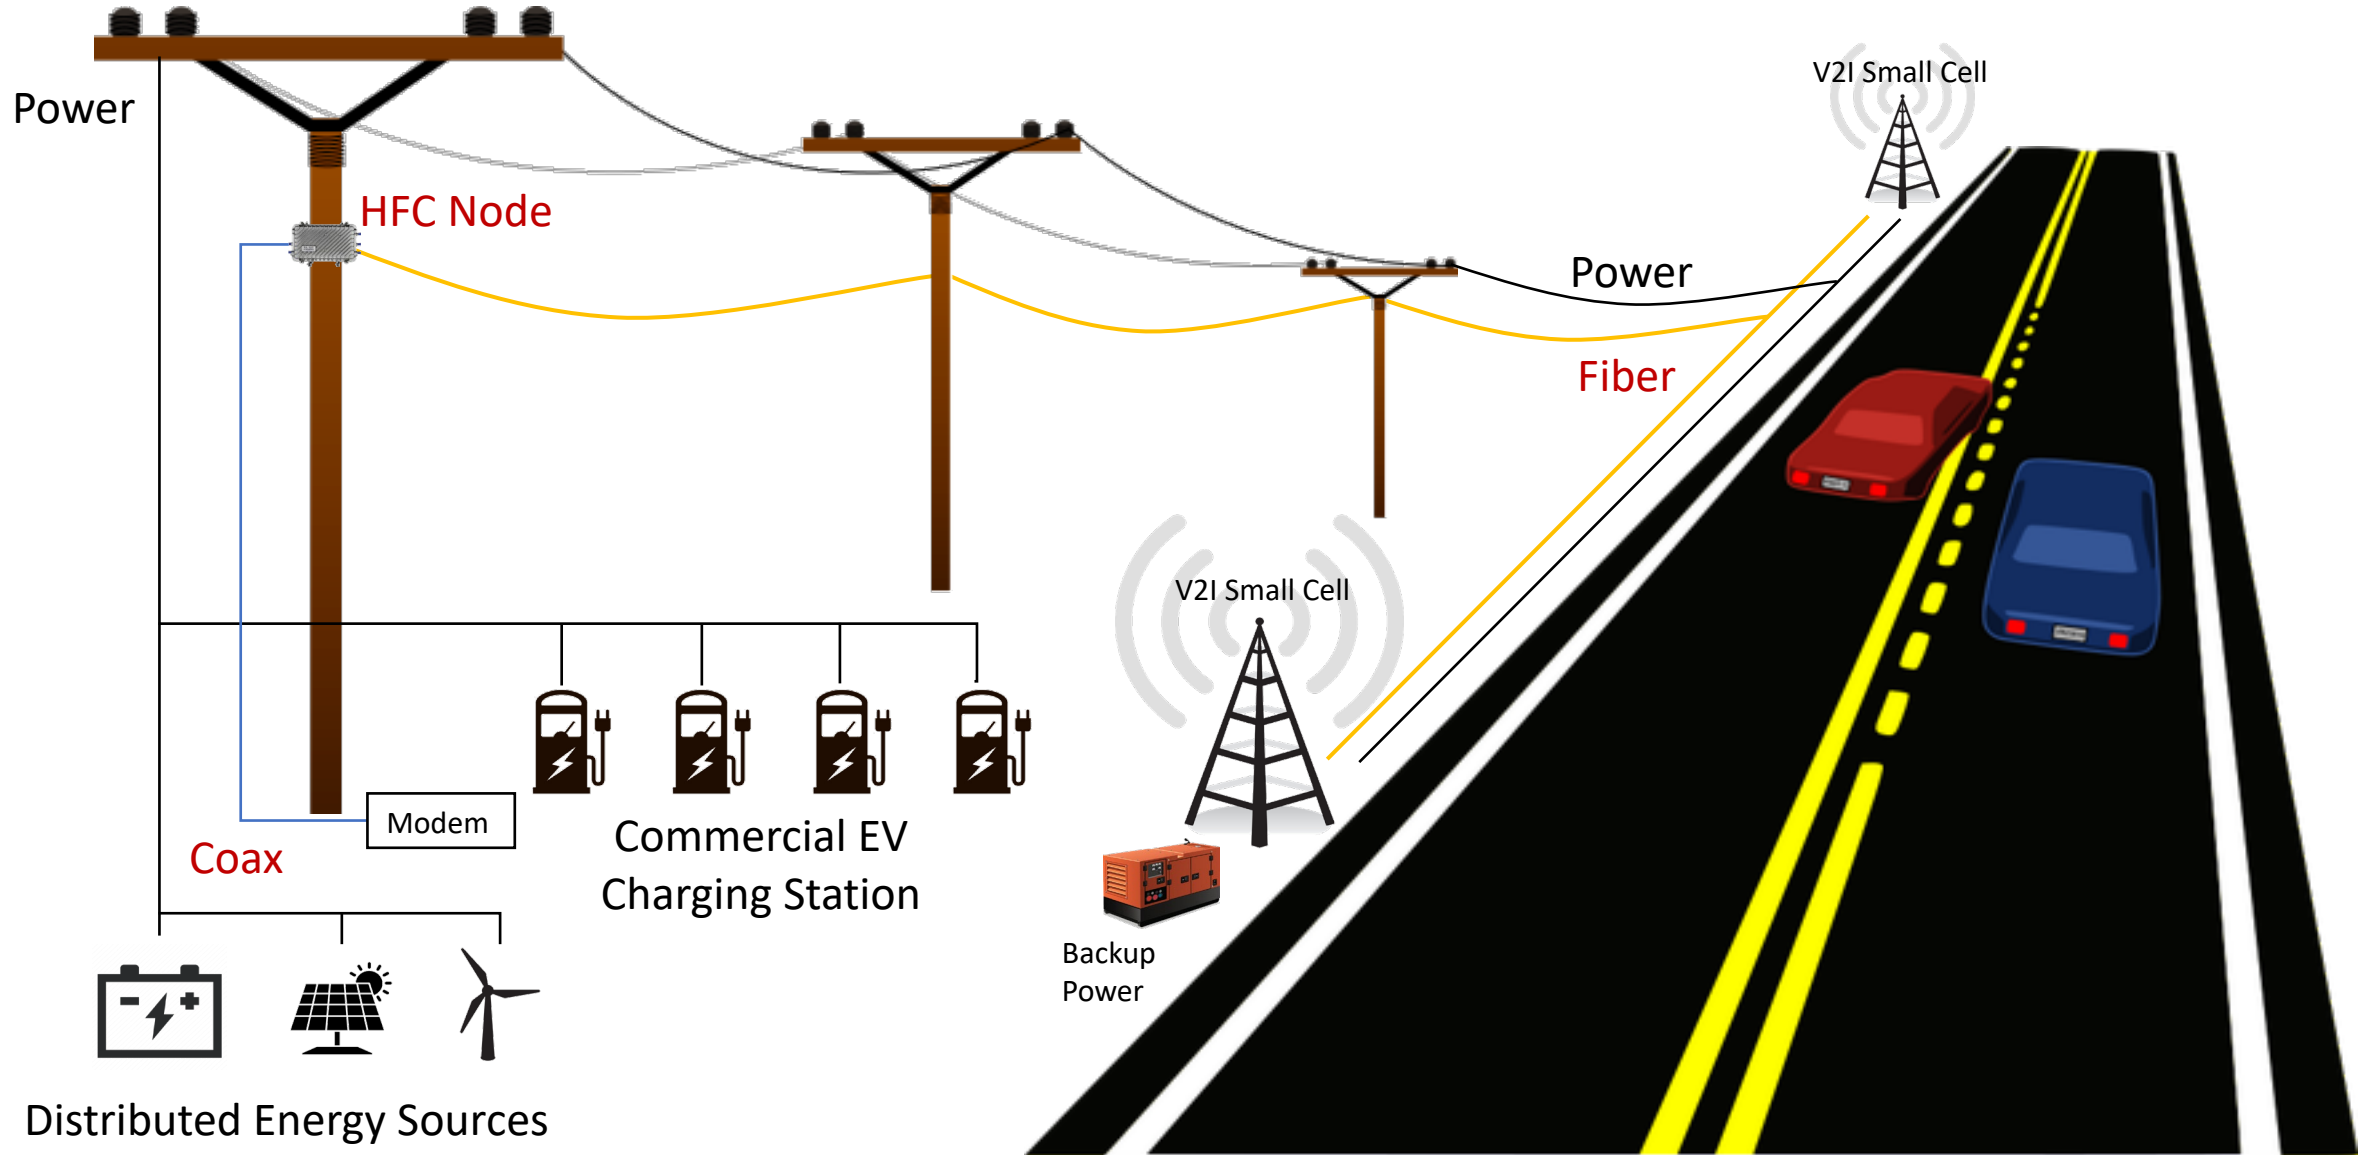 V2I Small Cell
Power
HFC Node
Power
Fiber
V2I Small Cell
Modem
Coax
Commercial EV
Charging Station
Backup
Power
Distributed Energy Sources